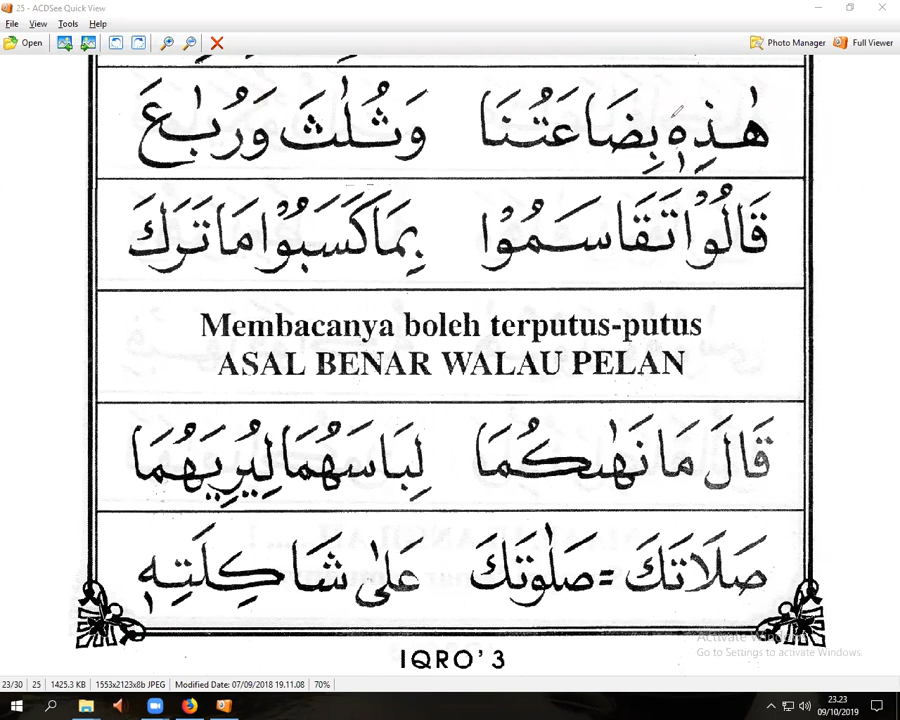 25 - ACDSee Quick View
File View Tools Help
Open Photo Manager Full Viewer
هٰذِهٖ بِضَاعَتُنَا وَثُلٰثَ وَرُبٰعَ
قَالُوْا تَقَاسَمُوْا بِمَا كَسَبُوْا مَا تَرَكَ
Membacanya boleh terputus-putus
ASAL BENAR WALAU PELAN
قَالَ مَا نَهٰىكُمَا لِبَاسَهُمَا لِيُرِيَهُمَا
صَلَاتَكَ = صَلٰوتَكَ عَلٰى شَاكِلَتِهٖ
IQRO' 3
Activate Windows
Go to Settings to activate Windows.
23/30 25 1425.3 KB 1553x2123x8b JPEG Modified Date: 07/09/2018 19.11.08 70%
23.23
09/10/2019